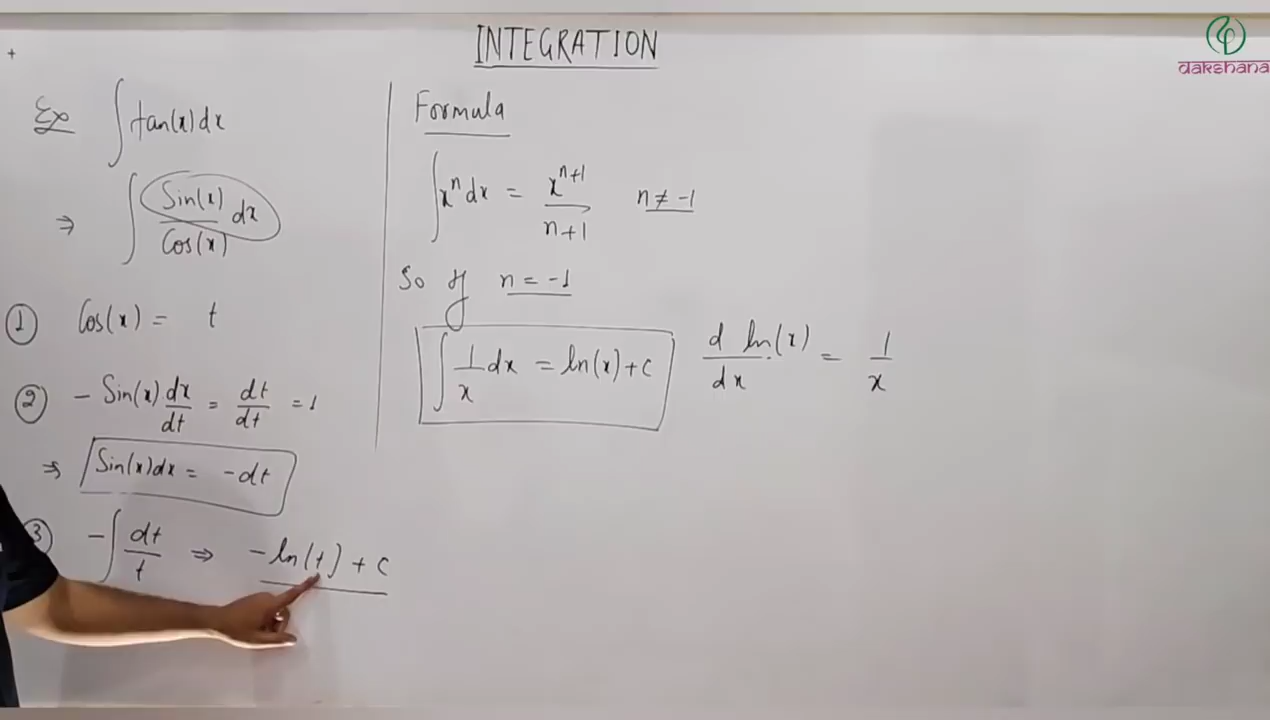 INTEGRATION
dakshana
Ex ∫ tan(x) dx
⇒ ∫ Sin(x)/Cos(x) dx
① Cos(x) = t
② - Sin(x) dx/dt = dt/dt = 1
⇒ Sin(x) dx = - dt
③ - ∫ dt/t ⇒ - ln(t) + c
Formula
∫ x^n dx = x^(n+1)/(n+1) n ≠ -1
So if n = -1
∫ 1/x dx = ln(x) + c
d ln(x)/dx = 1/x